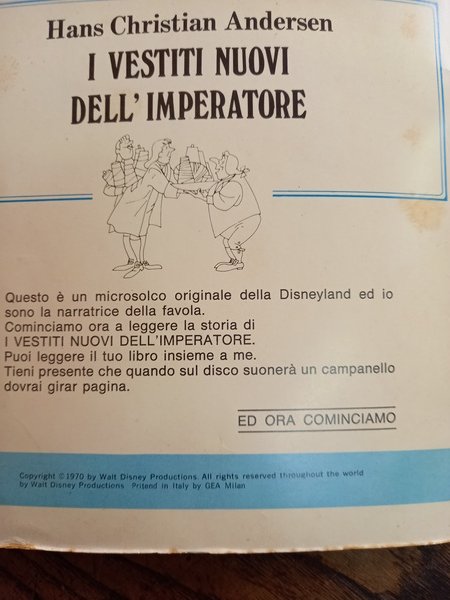 Hans Christian Andersen
I VESTITI NUOVI
DELL'IMPERATORE
Questo è un microsolco originale della Disneyland ed io
sono la narratrice della favola.
Cominciamo ora a leggere la storia di
I VESTITI NUOVI DELL'IMPERATORE.
Puoi leggere il tuo libro insieme a me.
Tieni presente che quando sul disco suonerà un campanello
dovrai girar pagina.
ED ORA COMINCIAMO
Copyright ©1970 by Walt Disney Productions. All rights reserved throughout the world
by Walt Disney Productions Pritend in Italy by GEA Milan